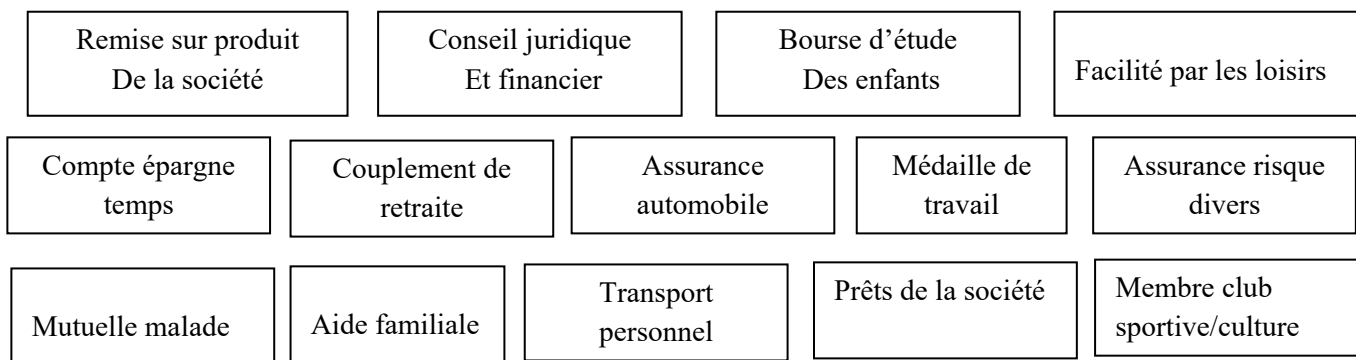 Remise sur produit
De la société
Conseil juridique
Et financier
Bourse d’étude
Des enfants
Facilité par les loisirs
Compte épargne
temps
Couplement de
retraite
Assurance
automobile
Médaille de
travail
Assurance risque
divers
Mutuelle malade
Aide familiale
Transport
personnel
Prêts de la société
Membre club
sportive/culture